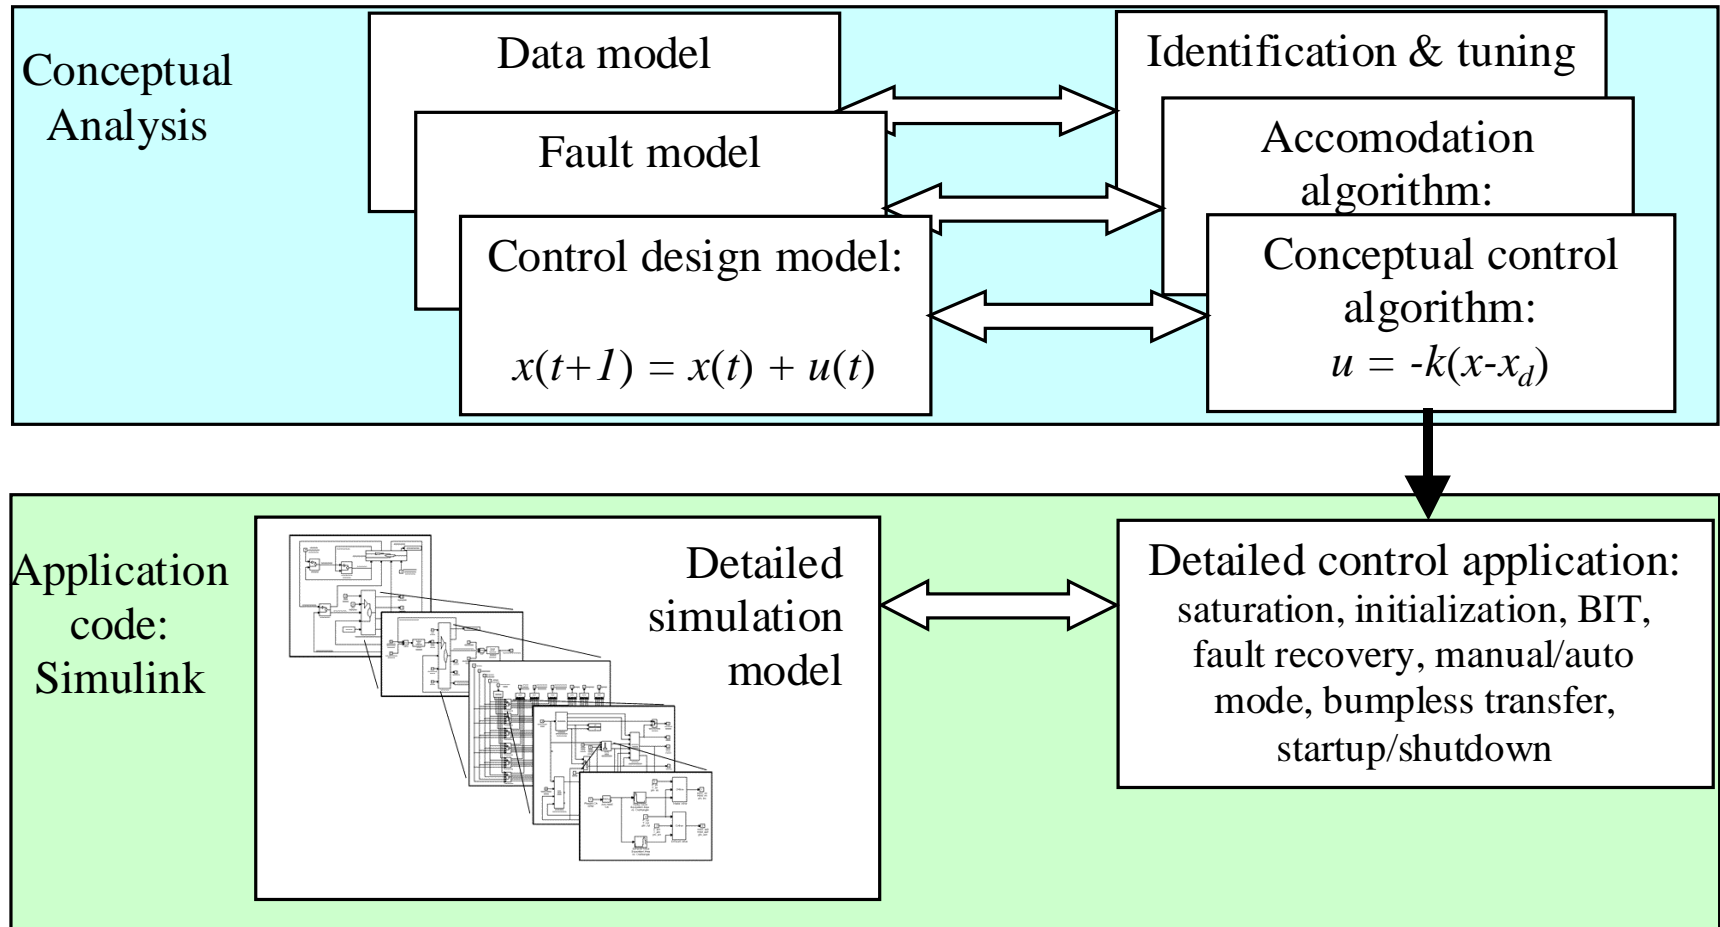 Conceptual
Analysis
Data model
Fault model
Control design model:
x(t+1) = x(t) + u(t)
Identification & tuning
Accomodation
algorithm:
Conceptual control
algorithm:
u = -k(x-x_d)
Application
code:
Simulink
Detailed
simulation
model
Detailed control application:
saturation, initialization, BIT,
fault recovery, manual/auto
mode, bumpless transfer,
startup/shutdown